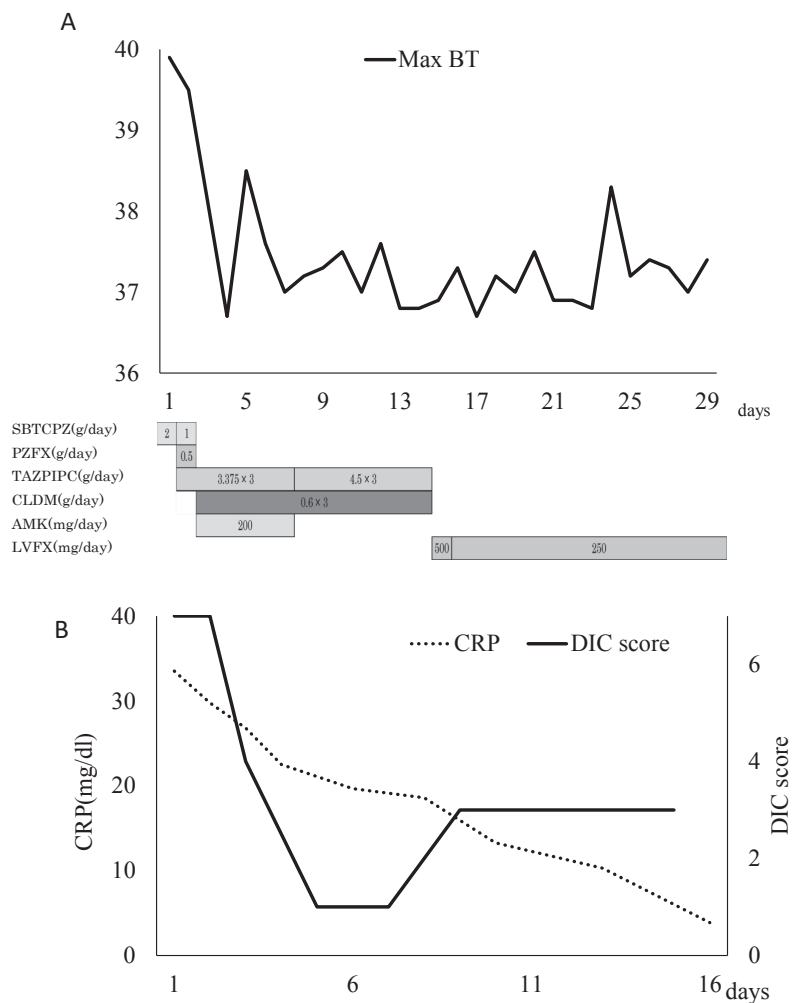 A
Max BT
40
39
38
37
36
1 5 9 13 17 21 25 29 days
SBTCPZ(g/day) 2 1
PZFX(g/day) 0.5
TAZPIPC(g/day) 3.375 × 3 4.5 × 3
CLDM(g/day) 0.6 × 3
AMK(mg/day) 200
LVFX(mg/day) 500 250
B
CRP DIC score
CRP(mg/dl)
40
30
20
10
0
6
4
2
0
DIC score
1 6 11 16 days